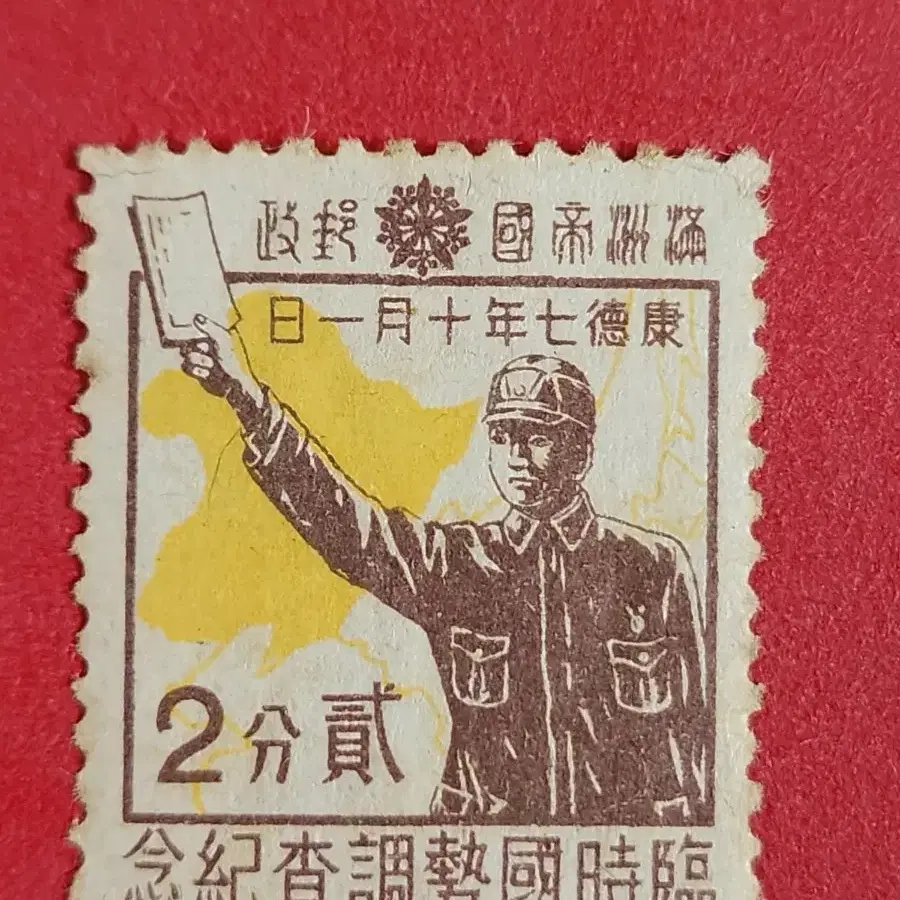 滿洲帝國郵政
康德七年十月一日
2分貳
臨時國勢調査紀念